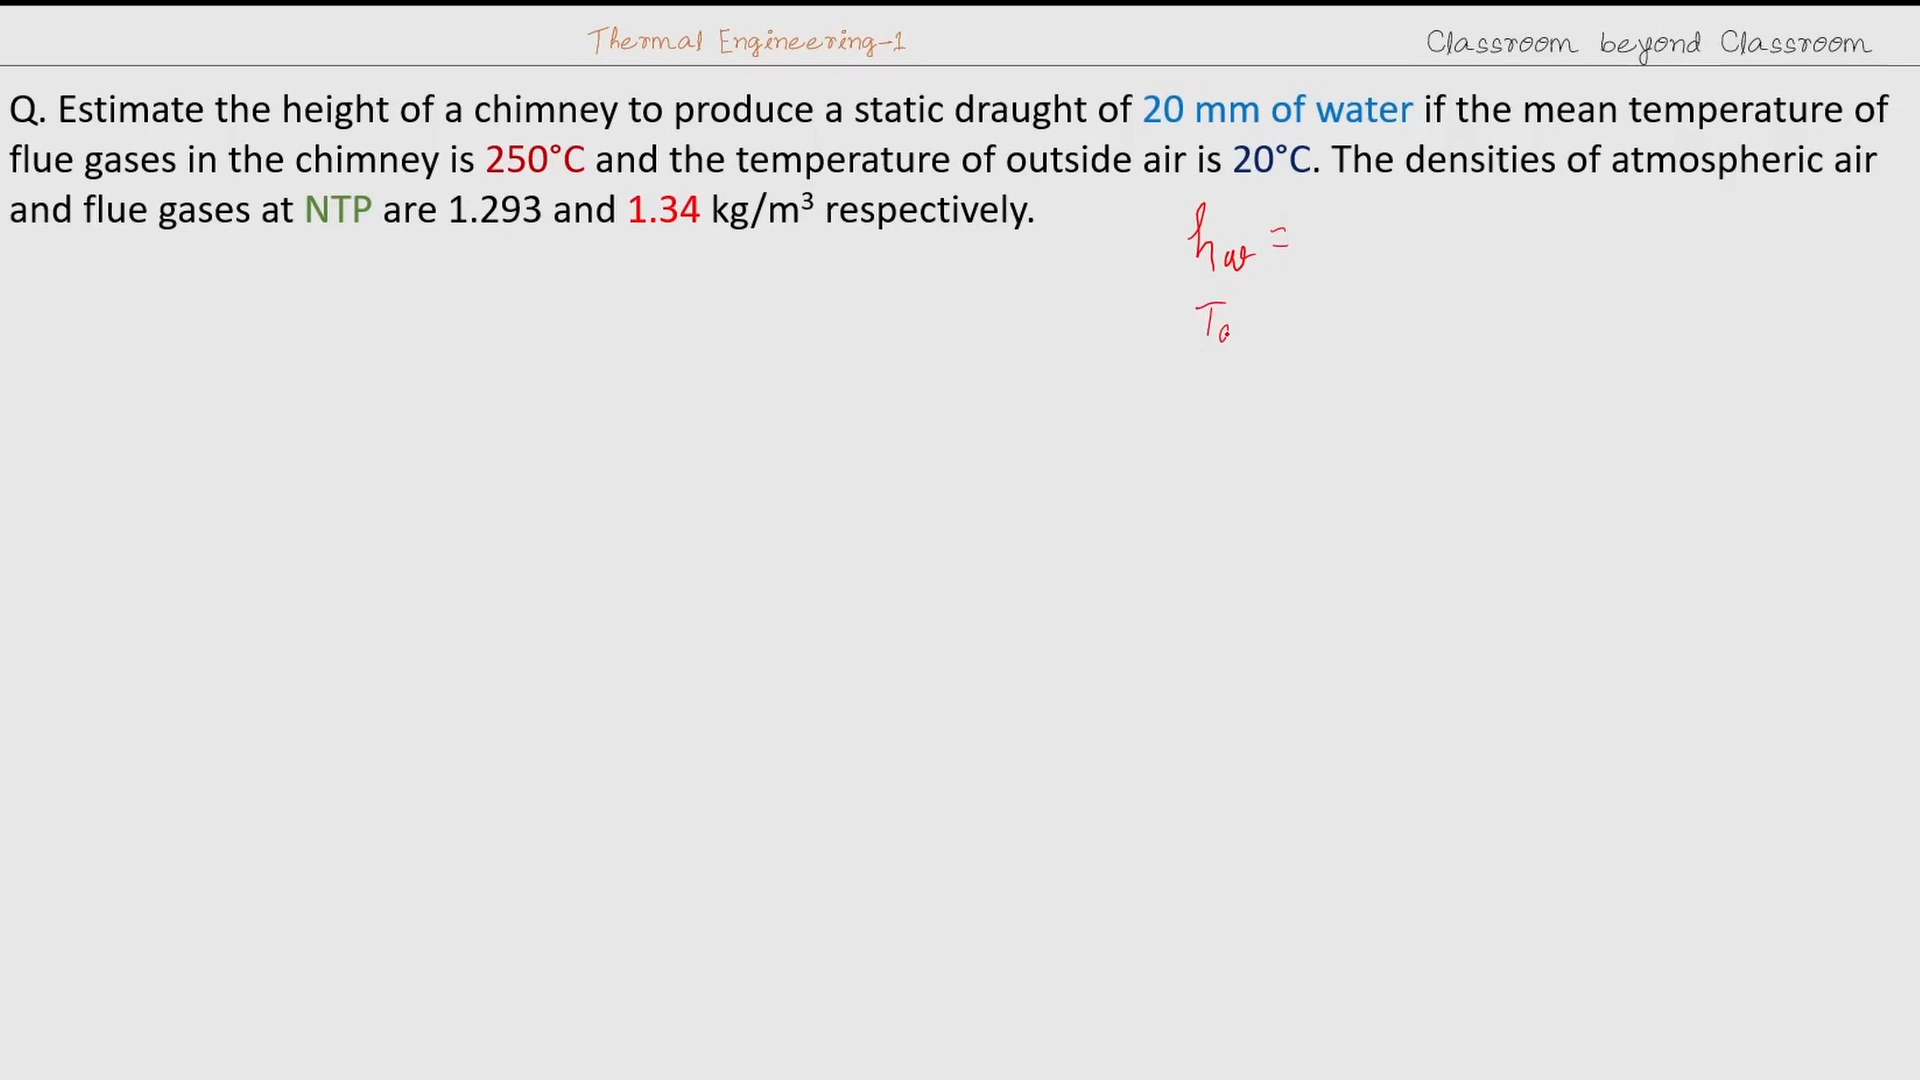 Thermal Engineering-1
Classroom beyond Classroom
Q. Estimate the height of a chimney to produce a static draught of 20 mm of water if the mean temperature of
flue gases in the chimney is 250°C and the temperature of outside air is 20°C. The densities of atmospheric air
and flue gases at NTP are 1.293 and 1.34 kg/m³ respectively.
hw =
Ta